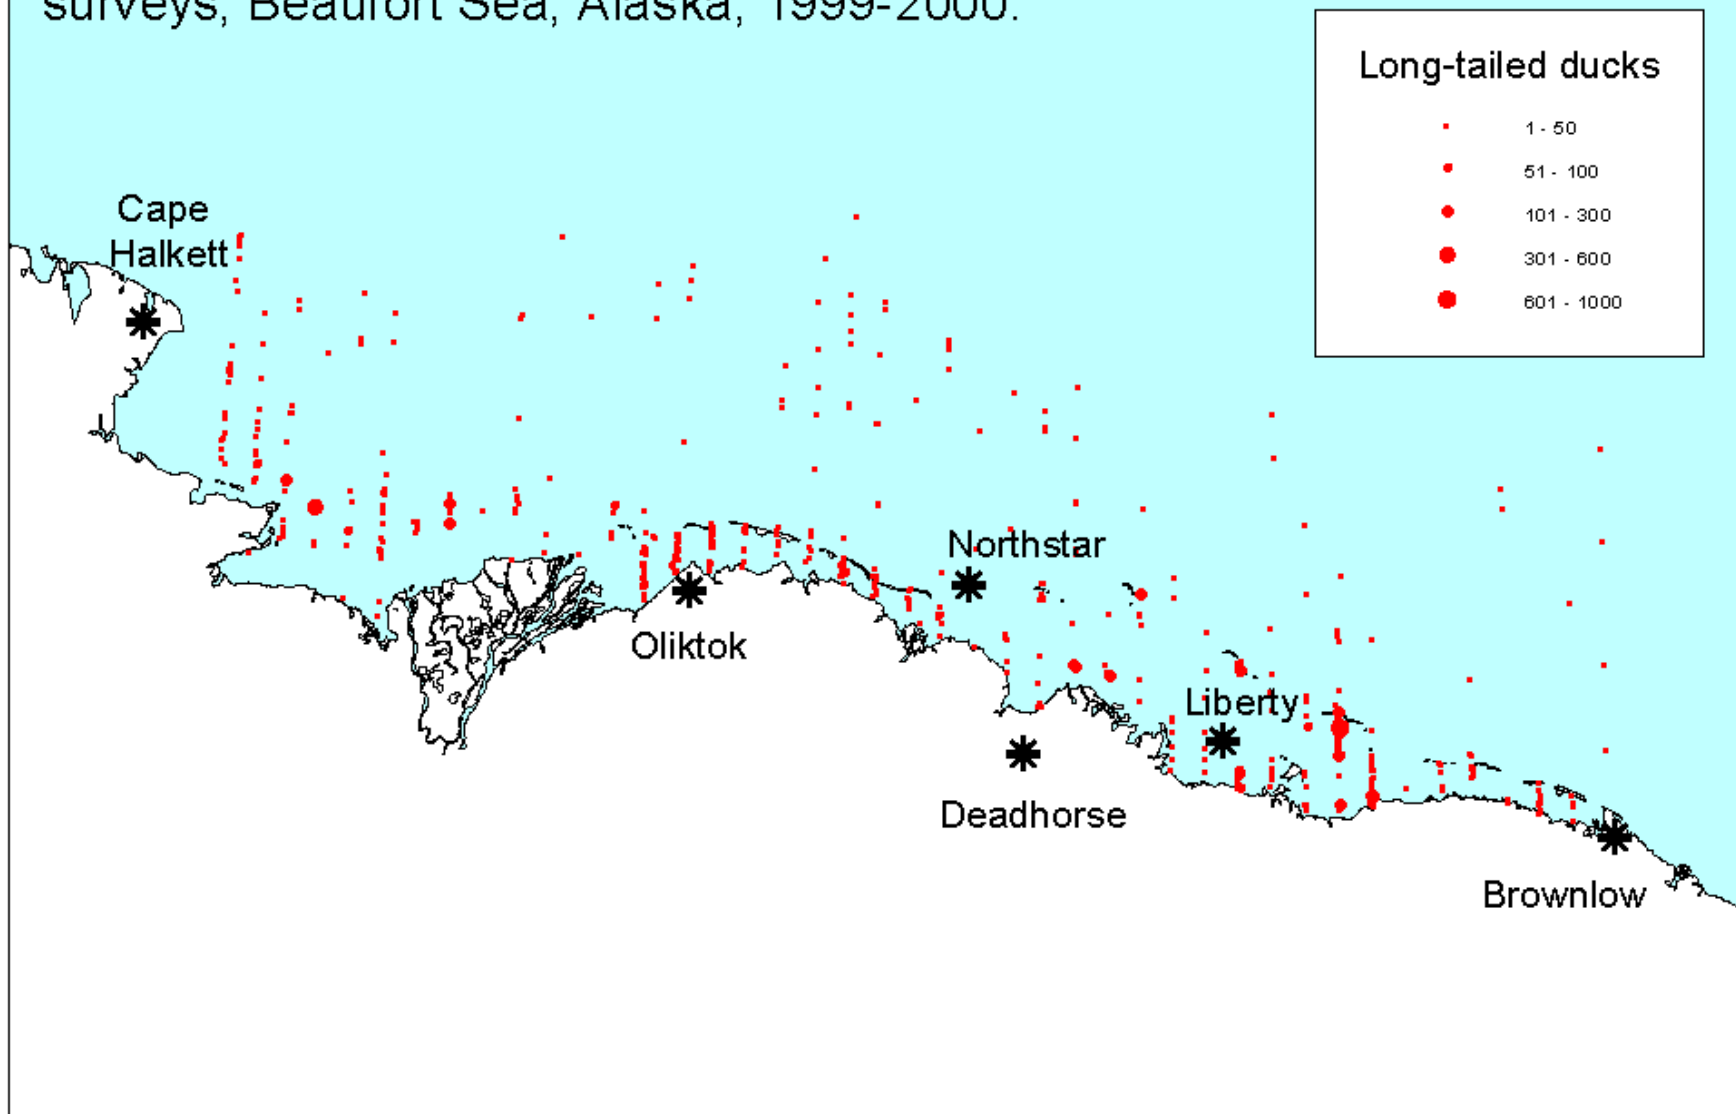 surveys, Beaufort Sea, Alaska, 1999-2000.
Long-tailed ducks
1 - 50
51 - 100
101 - 300
301 - 600
601 - 1000
Cape
Halkett
Northstar
Oliktok
Liberty
Deadhorse
Brownlow